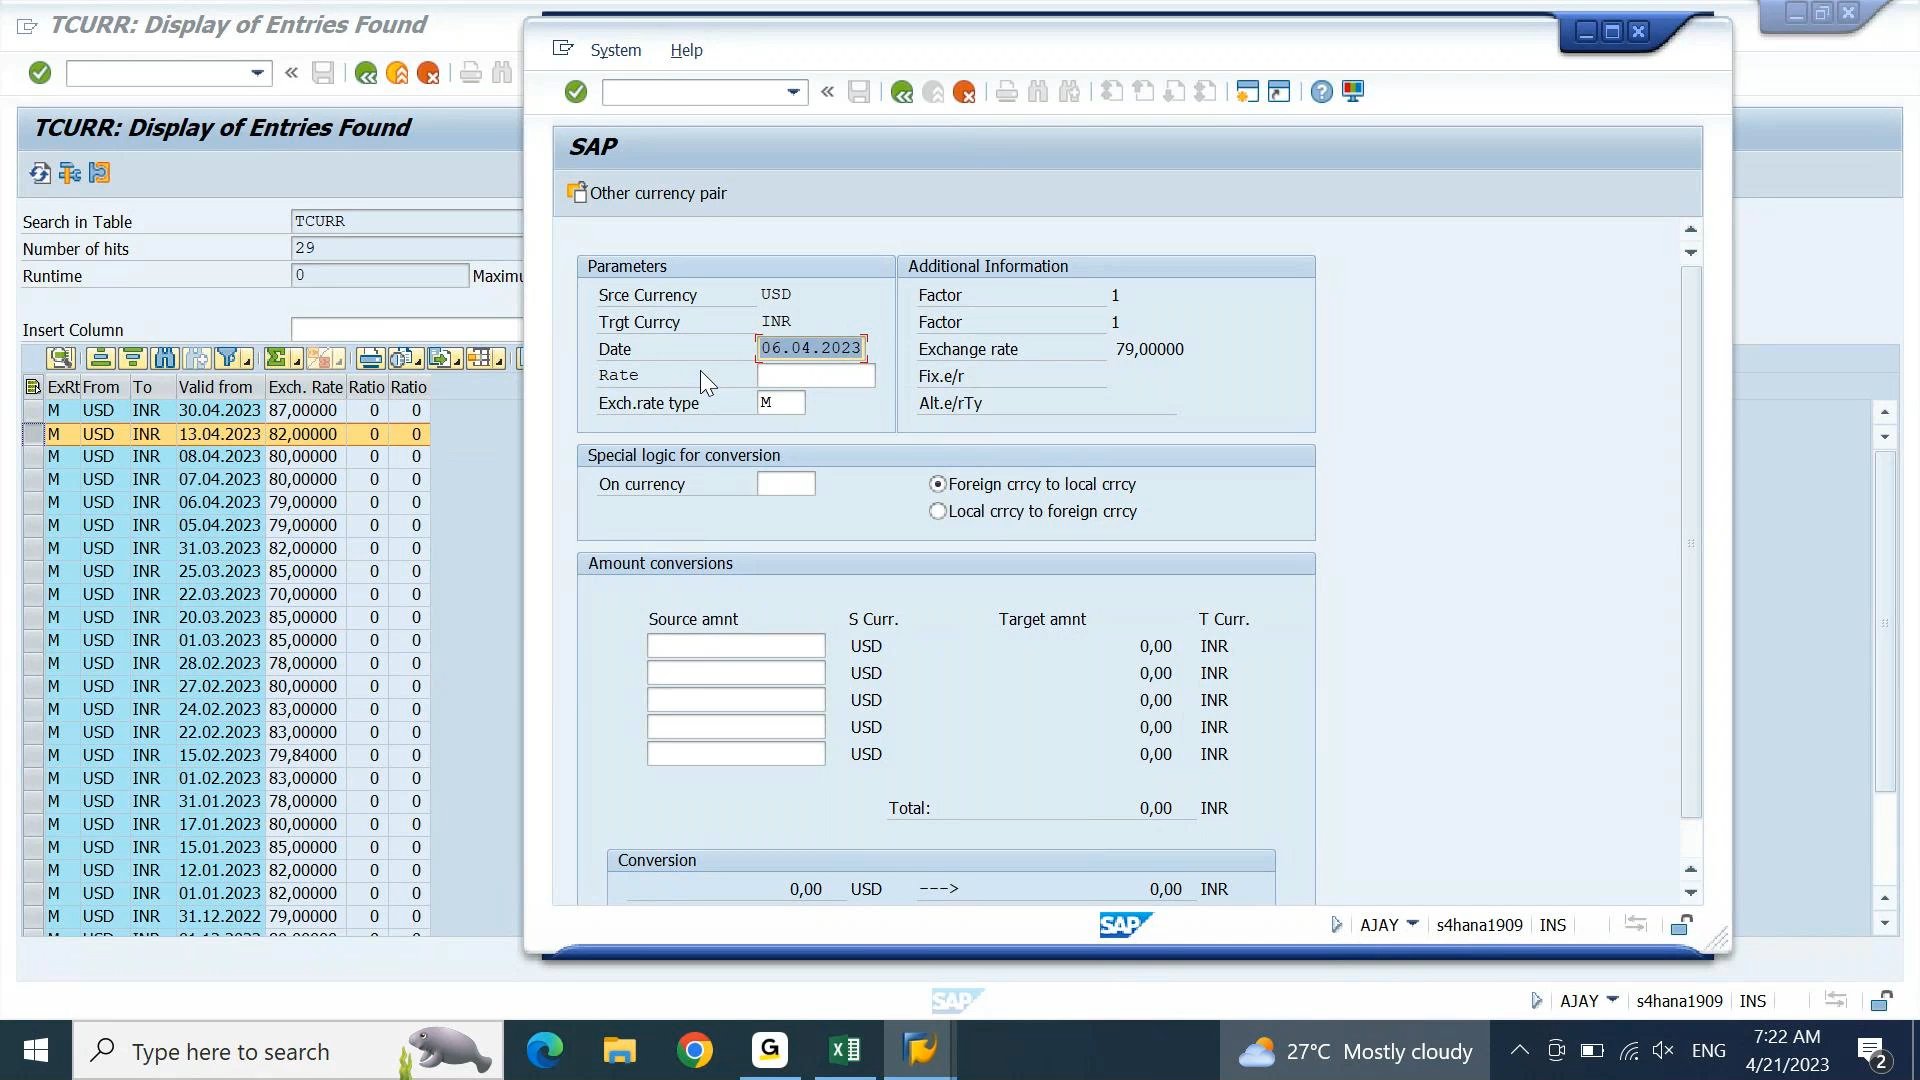 TCURR: Display of Entries Found
TCURR: Display of Entries Found
Search in Table TCURR
Number of hits 29
Runtime 0 Maximu
Insert Column
ExRt From To Valid from Exch. Rate Ratio Ratio
M USD INR 30.04.2023 87,00000 0 0
M USD INR 13.04.2023 82,00000 0 0
M USD INR 08.04.2023 80,00000 0 0
M USD INR 07.04.2023 80,00000 0 0
M USD INR 06.04.2023 79,00000 0 0
M USD INR 05.04.2023 79,00000 0 0
M USD INR 31.03.2023 82,00000 0 0
M USD INR 25.03.2023 85,00000 0 0
M USD INR 22.03.2023 70,00000 0 0
M USD INR 20.03.2023 85,00000 0 0
M USD INR 01.03.2023 85,00000 0 0
M USD INR 28.02.2023 78,00000 0 0
M USD INR 27.02.2023 80,00000 0 0
M USD INR 24.02.2023 83,00000 0 0
M USD INR 22.02.2023 83,00000 0 0
M USD INR 15.02.2023 79,84000 0 0
M USD INR 01.02.2023 83,00000 0 0
M USD INR 31.01.2023 78,00000 0 0
M USD INR 17.01.2023 80,00000 0 0
M USD INR 15.01.2023 85,00000 0 0
M USD INR 12.01.2023 82,00000 0 0
M USD INR 01.01.2023 82,00000 0 0
M USD INR 31.12.2022 79,00000 0 0
System Help
SAP
Other currency pair
Parameters
Srce Currency USD
Trgt Currcy INR
Date 06.04.2023
Rate
Exch.rate type M
Additional Information
Factor 1
Factor 1
Exchange rate 79,00000
Fix.e/r
Alt.e/rTy
Special logic for conversion
On currency
Foreign crrcy to local crrcy
Local crrcy to foreign crrcy
Amount conversions
Source amnt S Curr. Target amnt T Curr.
USD 0,00 INR
USD 0,00 INR
USD 0,00 INR
USD 0,00 INR
USD 0,00 INR
Total: 0,00 INR
Conversion
0,00 USD ---> 0,00 INR
SAP AJAY s4hana1909 INS
SAP AJAY s4hana1909 INS
Type here to search
G
27°C Mostly cloudy
ENG
7:22 AM
4/21/2023
2